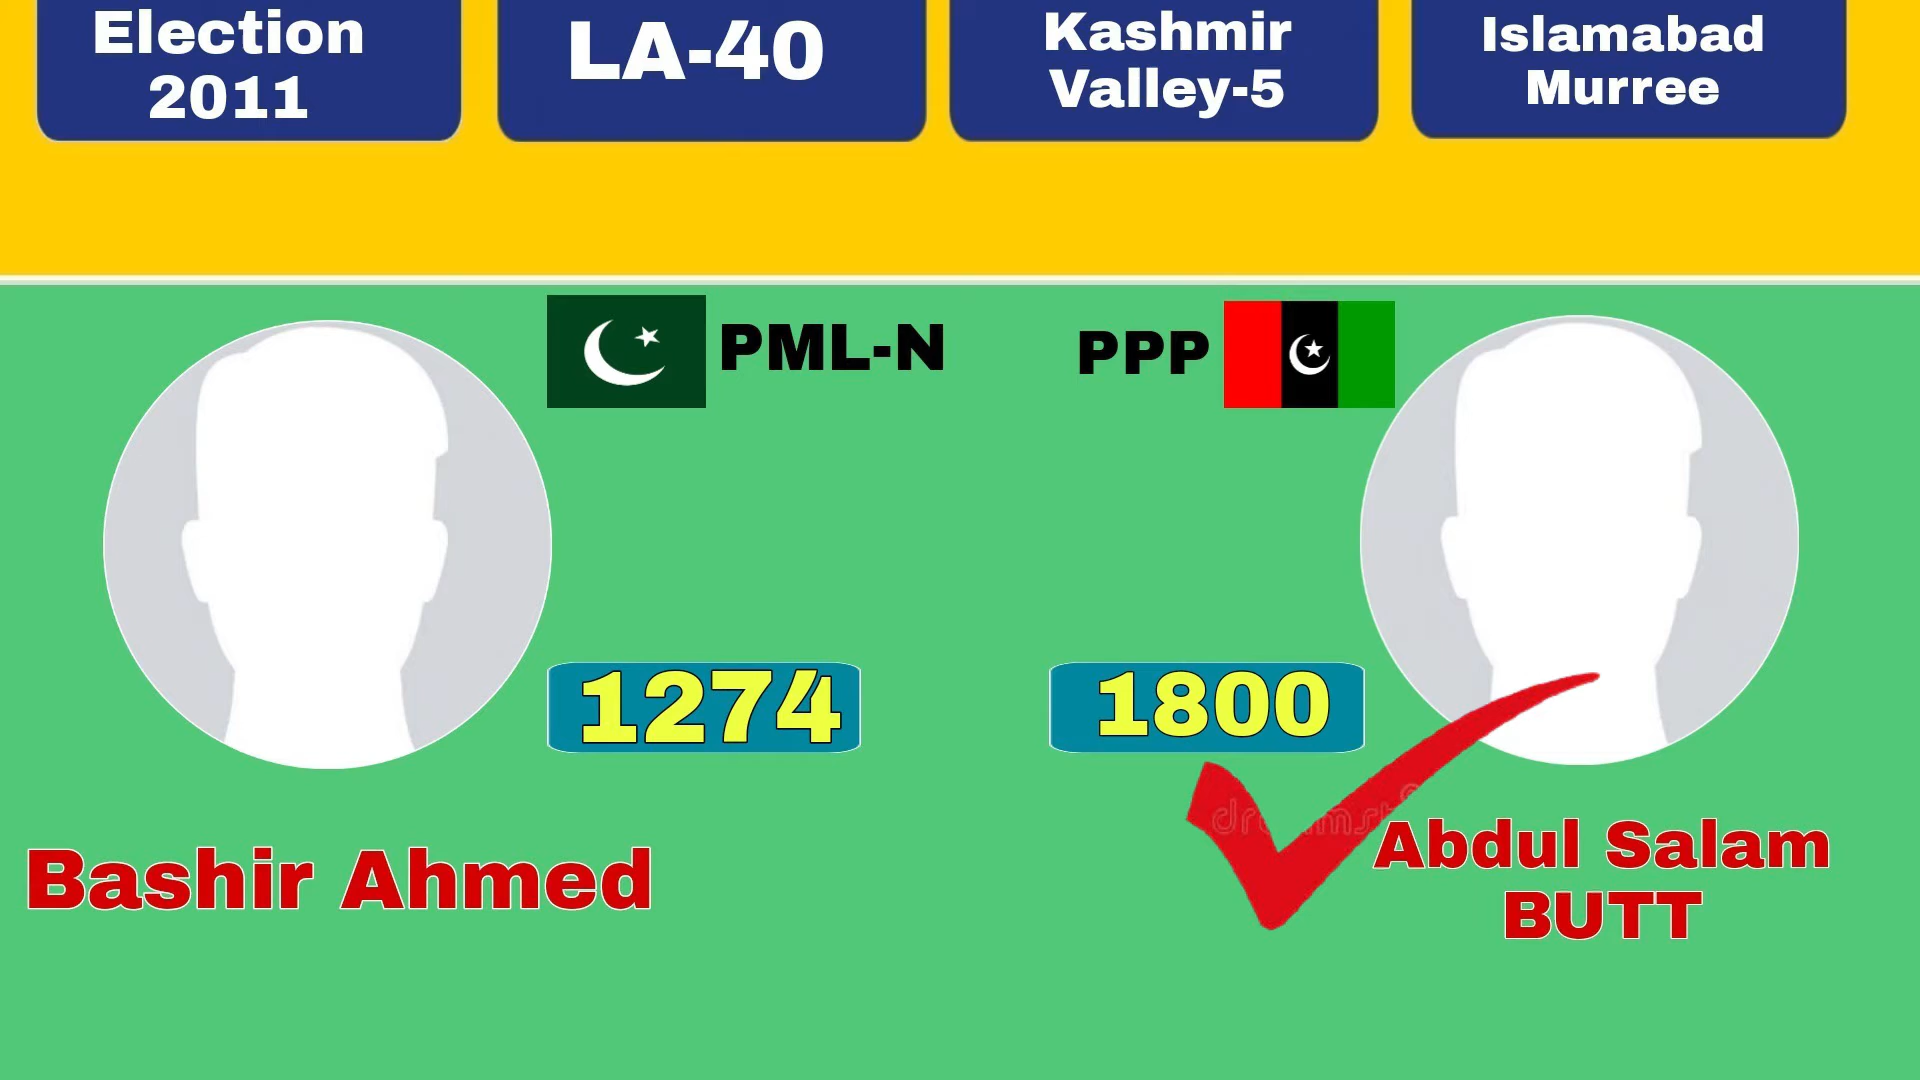 Election
2011
LA-40
Kashmir
Valley-5
Islamabad
Murree
PML-N
PPP
1274
1800
Bashir Ahmed
Abdul Salam
BUTT